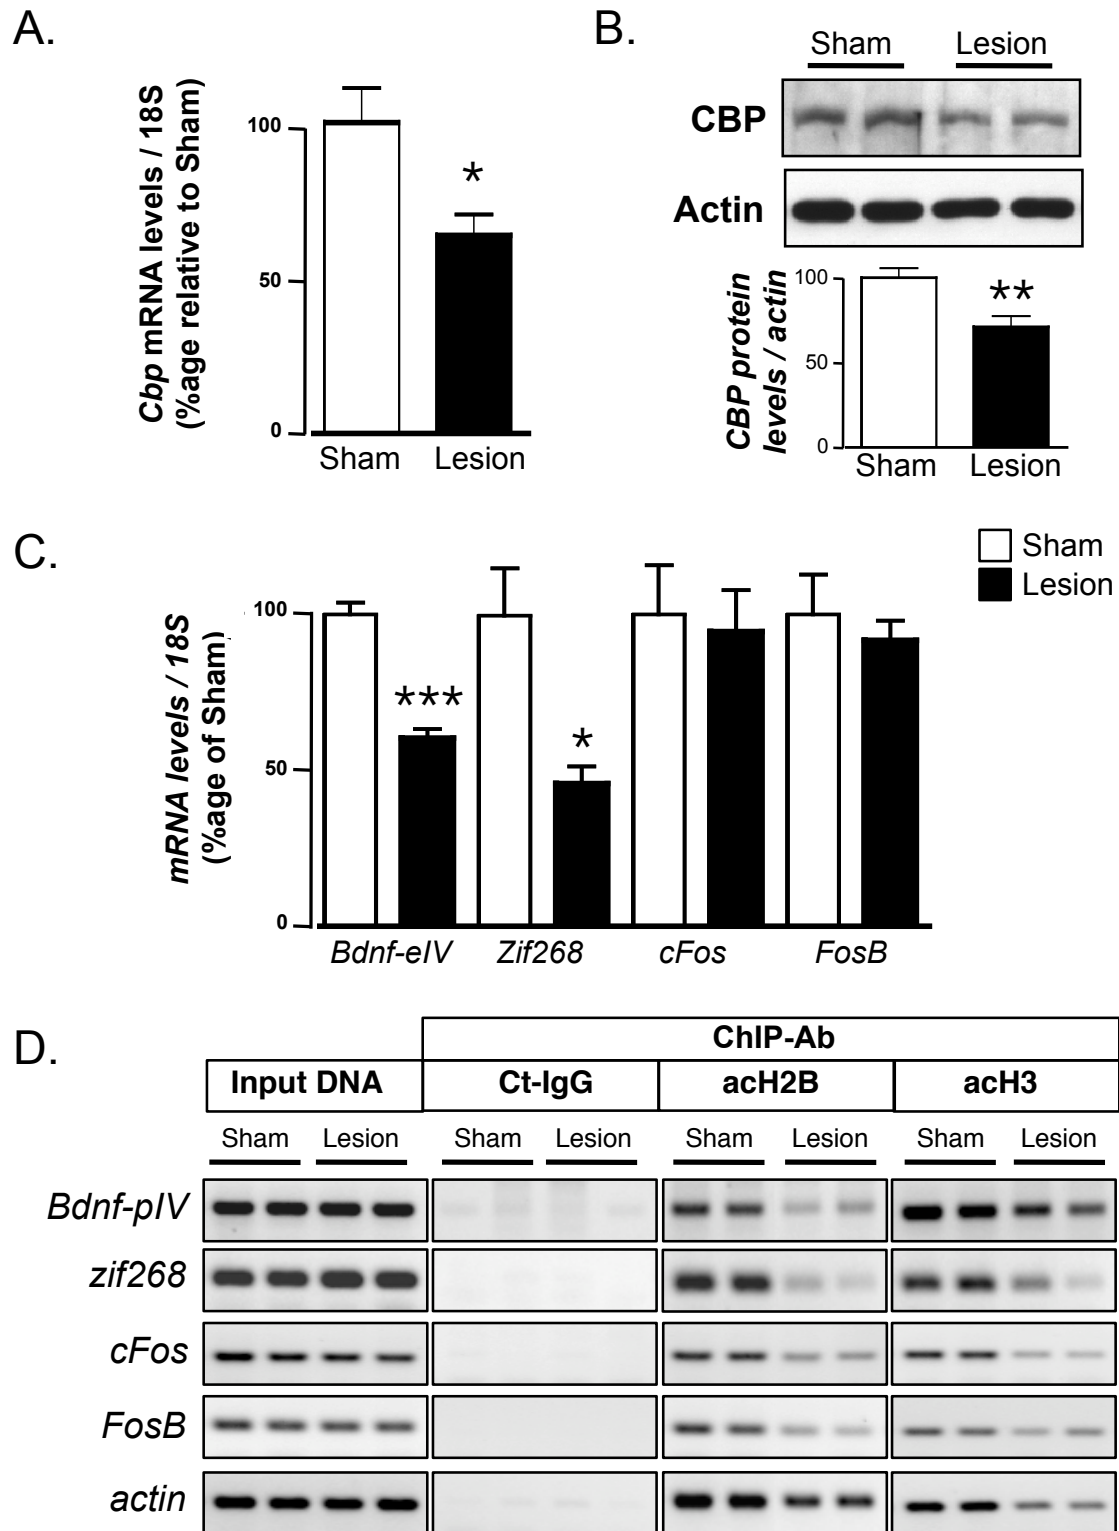 A.
Cbp mRNA levels / 18S
(%age relative to Sham)
100
50
0
*
Sham Lesion
B.
Sham Lesion
CBP
Actin
CBP protein
levels / actin
100
50
0
**
Sham Lesion
C.
Sham
Lesion
mRNA levels / 18S
(%age of Sham)
100
50
0
***
*
Bdnf-eIV Zif268 cFos FosB
D.
ChIP-Ab
Input DNA Ct-IgG acH2B acH3
Sham Lesion Sham Lesion Sham Lesion Sham Lesion
Bdnf-pIV
zif268
cFos
FosB
actin